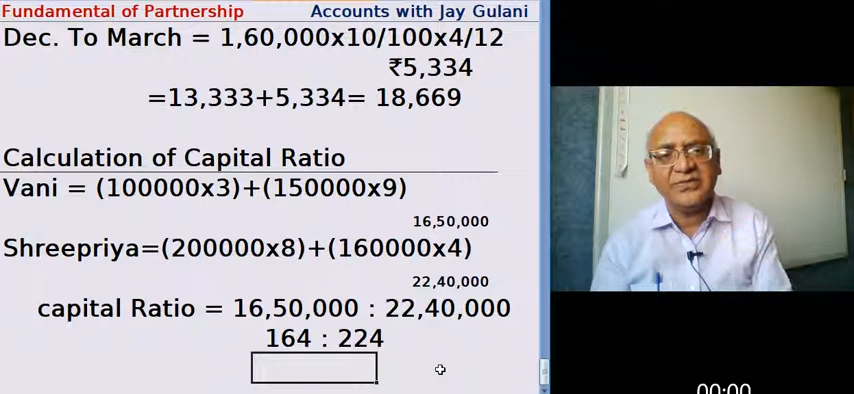 Fundamental of Partnership Accounts with Jay Gulani
Dec. To March = 1,60,000x10/100x4/12
₹5,334
=13,333+5,334= 18,669
Calculation of Capital Ratio
Vani = (100000x3)+(150000x9)
16,50,000
Shreepriya=(200000x8)+(160000x4)
22,40,000
capital Ratio = 16,50,000 : 22,40,000
164 : 224
00:00